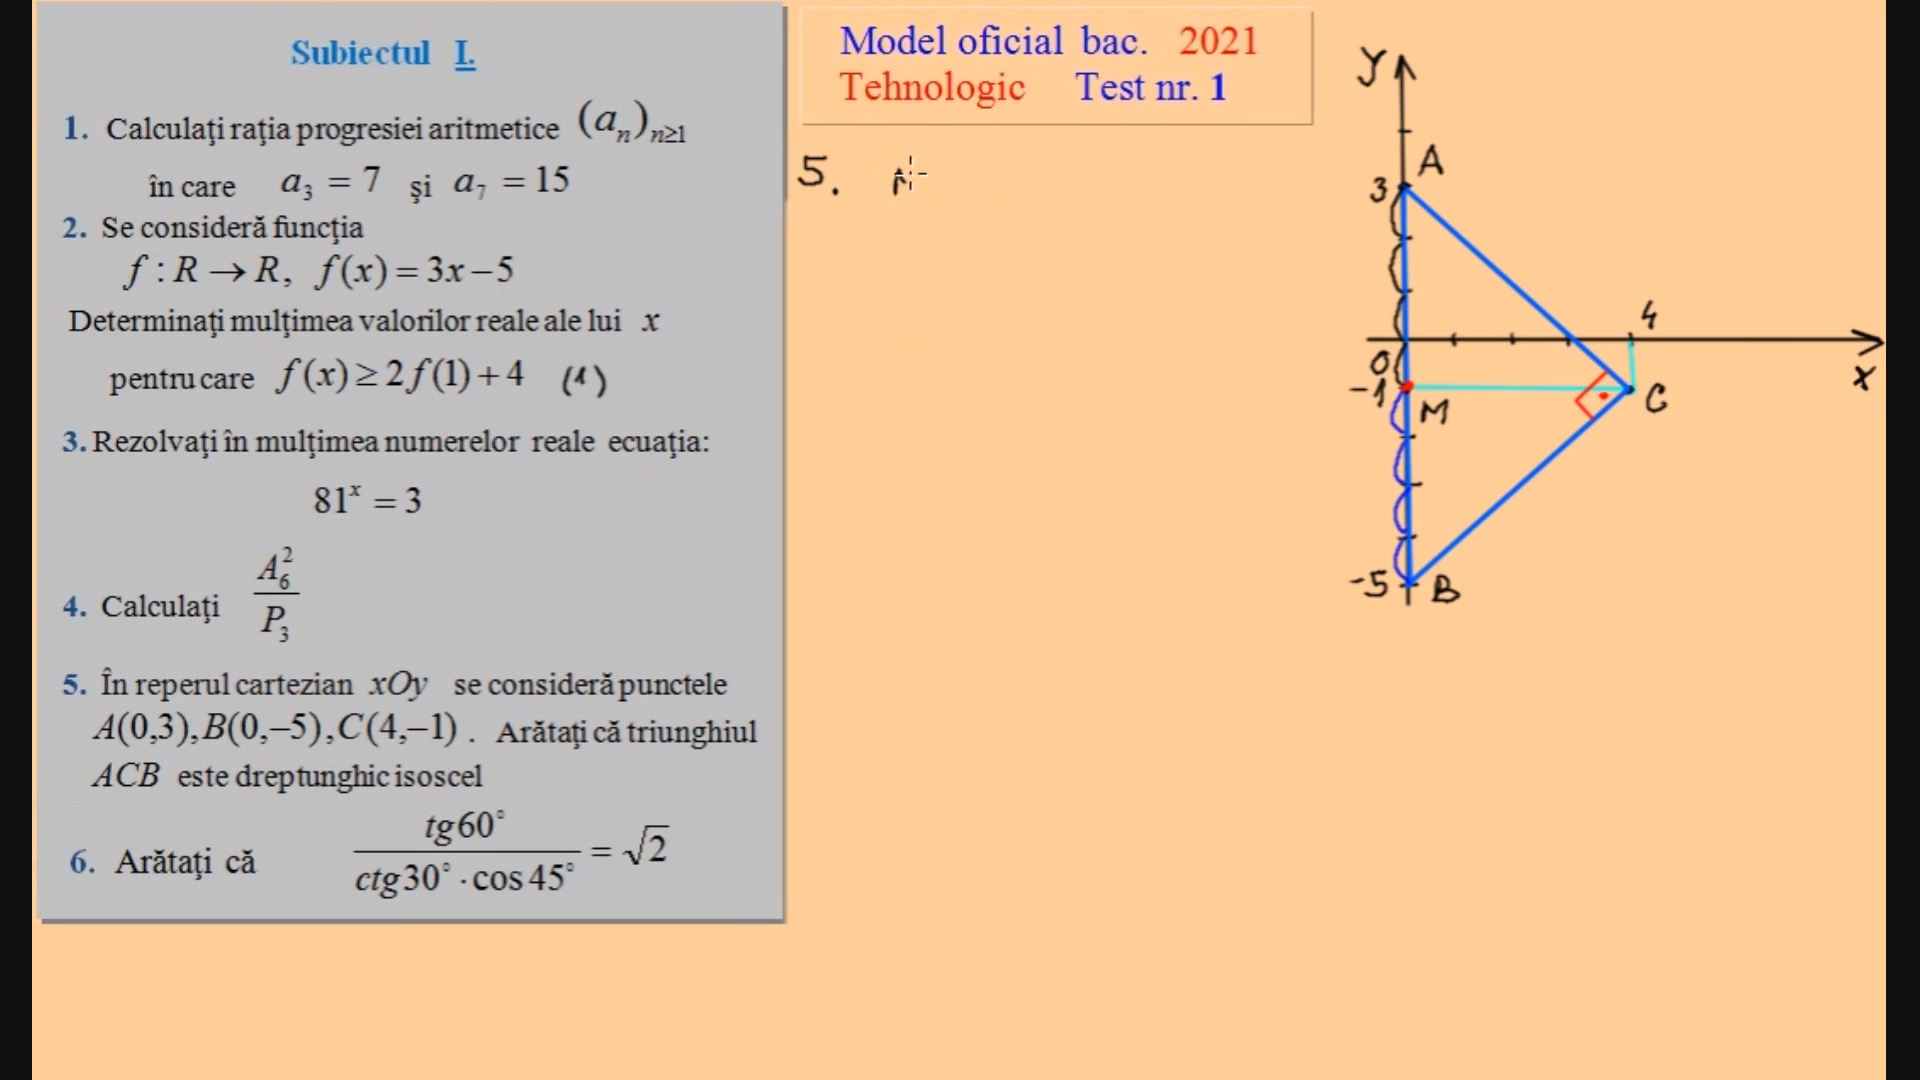 Subiectul I.
1. Calculați rația progresiei aritmetice (aₙ)ₙ≥₁
în care a₃ = 7 și a₇ = 15
2. Se consideră funcția
f : R → R, f(x) = 3x − 5
Determinați mulțimea valorilor reale ale lui x
pentru care f(x) ≥ 2f(1) + 4 (1)
3. Rezolvați în mulțimea numerelor reale ecuația:
81ˣ = 3
4. Calculați A₆² / P₃
5. În reperul cartezian xOy se consideră punctele
A(0,3), B(0,−5), C(4,−1). Arătați că triunghiul
ACB este dreptunghic isoscel
6. Arătați că tg60° / ctg30° · cos45° = √2
Model oficial bac. 2021
Tehnologic Test nr. 1
5.
y
A
3
4
0
x
-1
M
C
-5
B